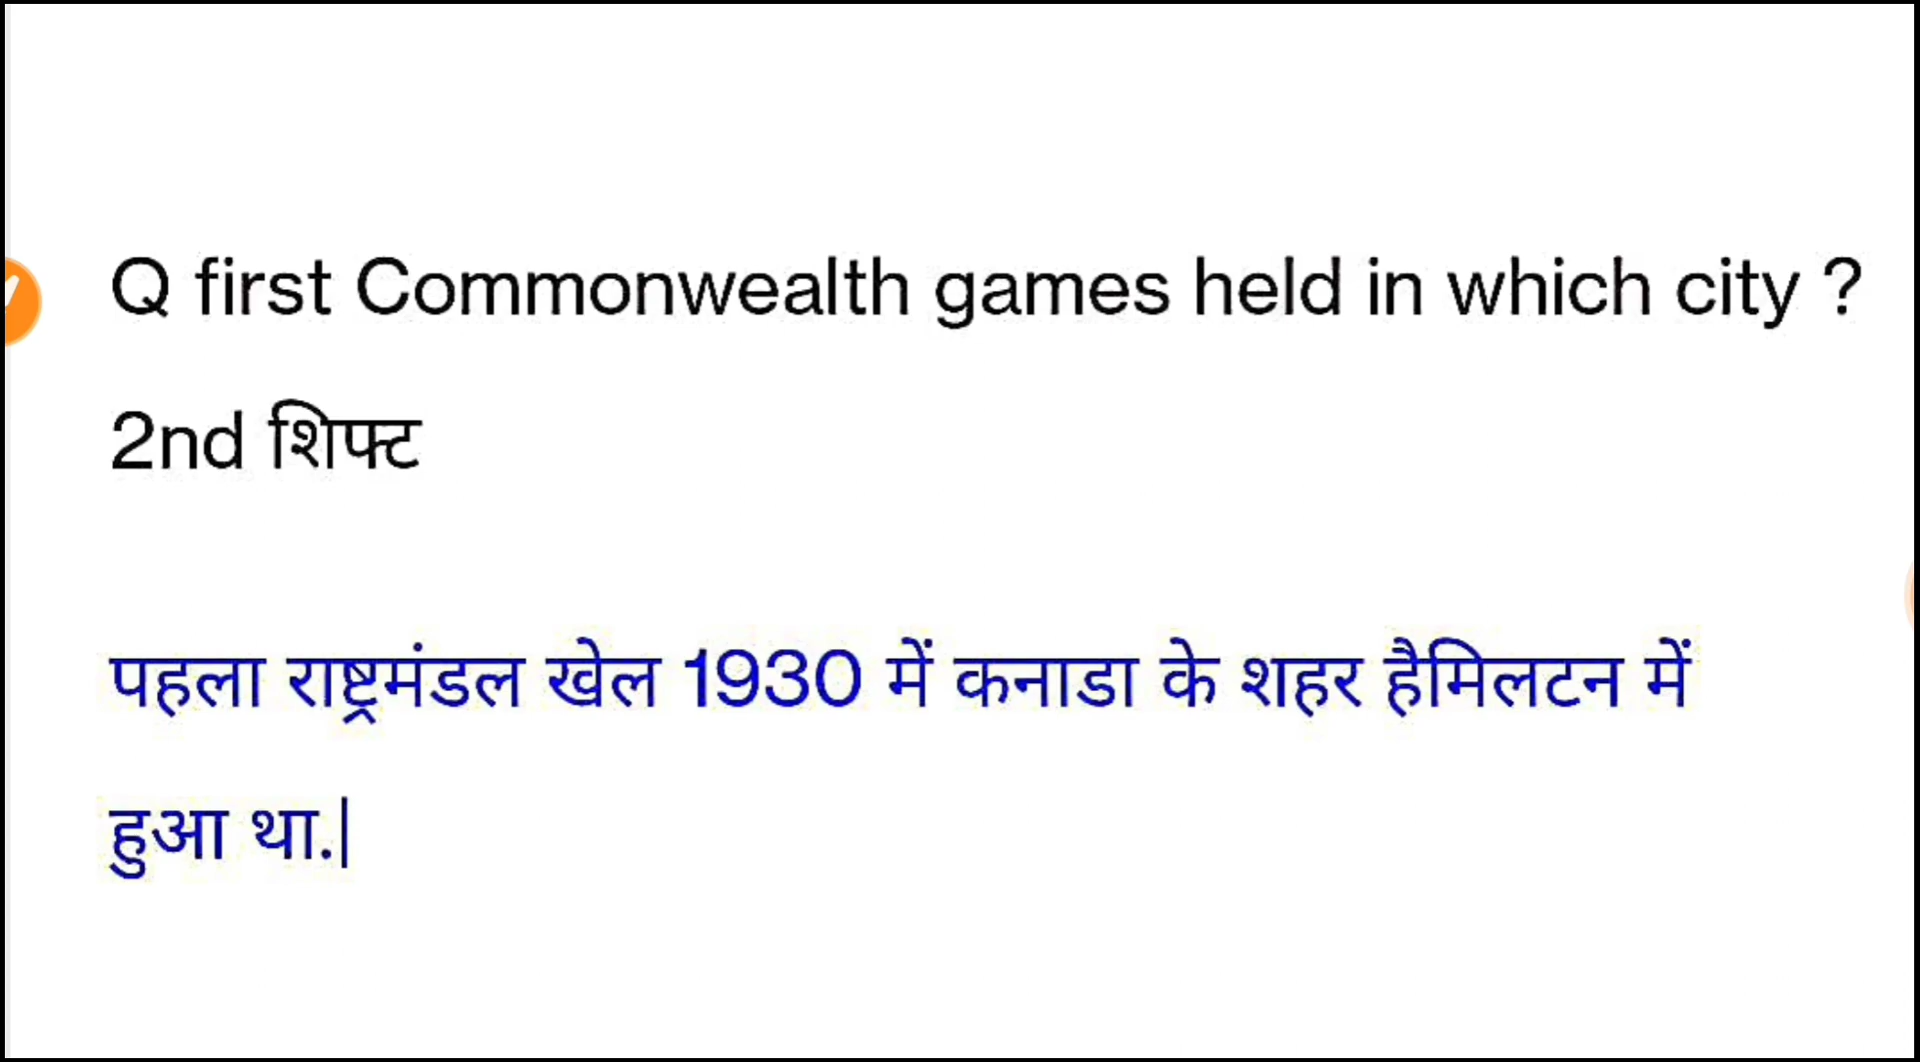 Q first Commonwealth games held in which city ?
2nd शिफ्ट
पहला राष्ट्रमंडल खेल 1930 में कनाडा के शहर हैमिलटन में
हुआ था.